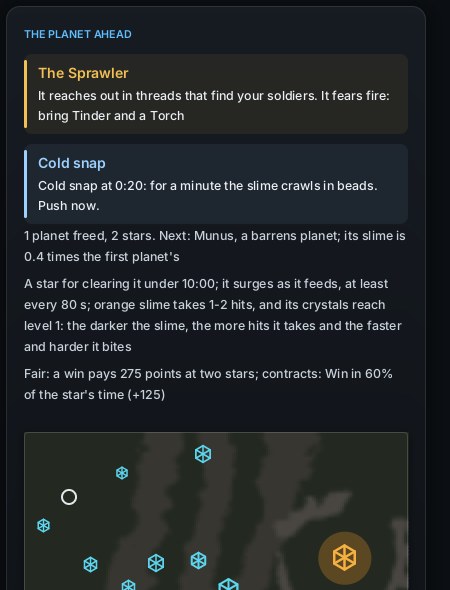 THE PLANET AHEAD
The Sprawler
It reaches out in threads that find your soldiers. It fears fire:
bring Tinder and a Torch
Cold snap
Cold snap at 0:20: for a minute the slime crawls in beads.
Push now.
1 planet freed, 2 stars. Next: Munus, a barrens planet; its slime is
0.4 times the first planet's
A star for clearing it under 10:00; it surges as it feeds, at least
every 80 s; orange slime takes 1-2 hits, and its crystals reach
level 1: the darker the slime, the more hits it takes and the faster
and harder it bites
Fair: a win pays 275 points at two stars; contracts: Win in 60%
of the star's time (+125)